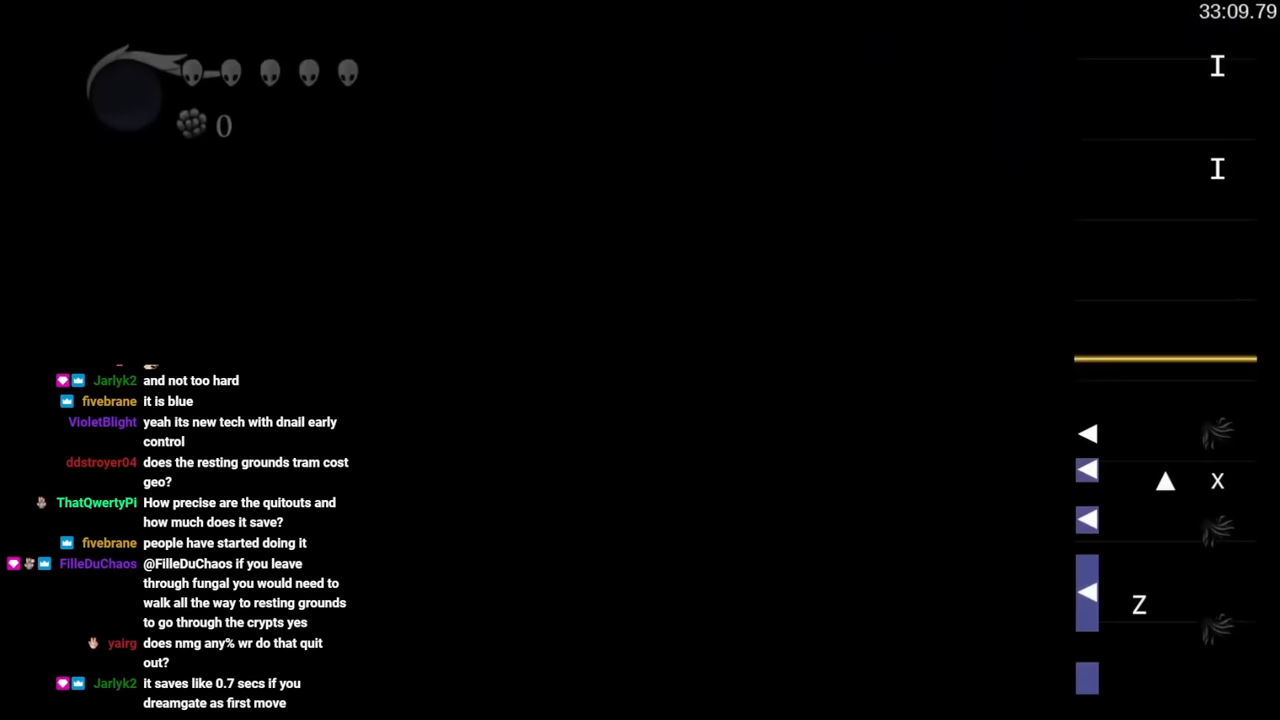 33:09.79
0
I
I
Jarlyk2 and not too hard
fivebrane it is blue
VioletBlight yeah its new tech with dnail early
control
ddstroyer04 does the resting grounds tram cost
geo?
ThatQwertyPi How precise are the quitouts and
how much does it save?
fivebrane people have started doing it
FilleDuChaos @FilleDuChaos if you leave
through fungal you would need to
walk all the way to resting grounds
to go through the crypts yes
yairg does nmg any% wr do that quit
out?
Jarlyk2 it saves like 0.7 secs if you
dreamgate as first move
X
Z